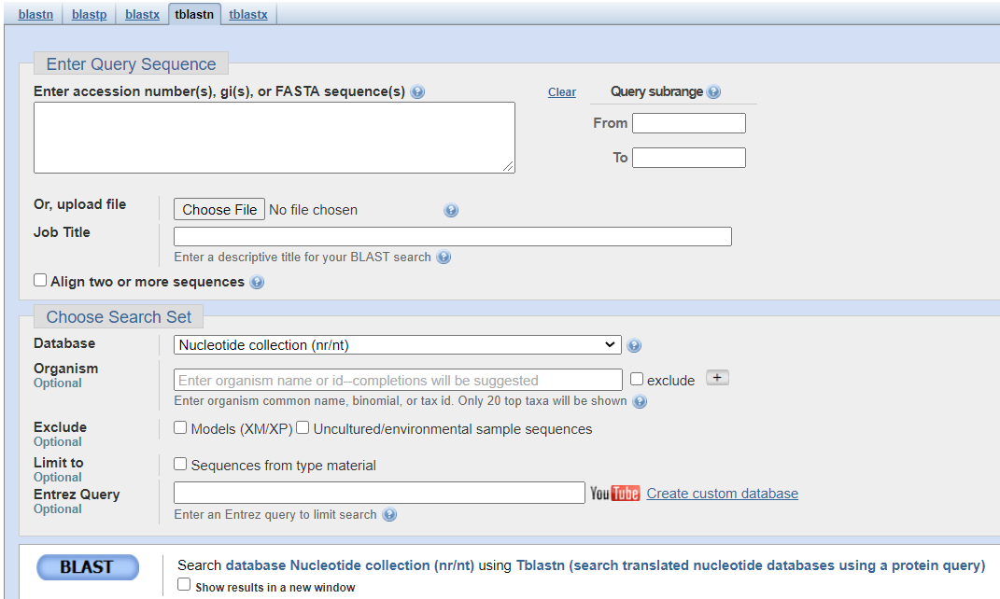 blastn blastp blastx tblastn tblastx
Enter Query Sequence
Enter accession number(s), gi(s), or FASTA sequence(s) Clear Query subrange
From
To
Or, upload file Choose File No file chosen
Job Title
Enter a descriptive title for your BLAST search
Align two or more sequences
Choose Search Set
Database Nucleotide collection (nr/nt)
Organism
Optional
Enter organism name or id--completions will be suggested exclude +
Enter organism common name, binomial, or tax id. Only 20 top taxa will be shown
Exclude
Optional
Models (XM/XP) Uncultured/environmental sample sequences
Limit to
Optional
Sequences from type material
Entrez Query
Optional
YouTube Create custom database
Enter an Entrez query to limit search
BLAST Search database Nucleotide collection (nr/nt) using Tblastn (search translated nucleotide databases using a protein query)
Show results in a new window